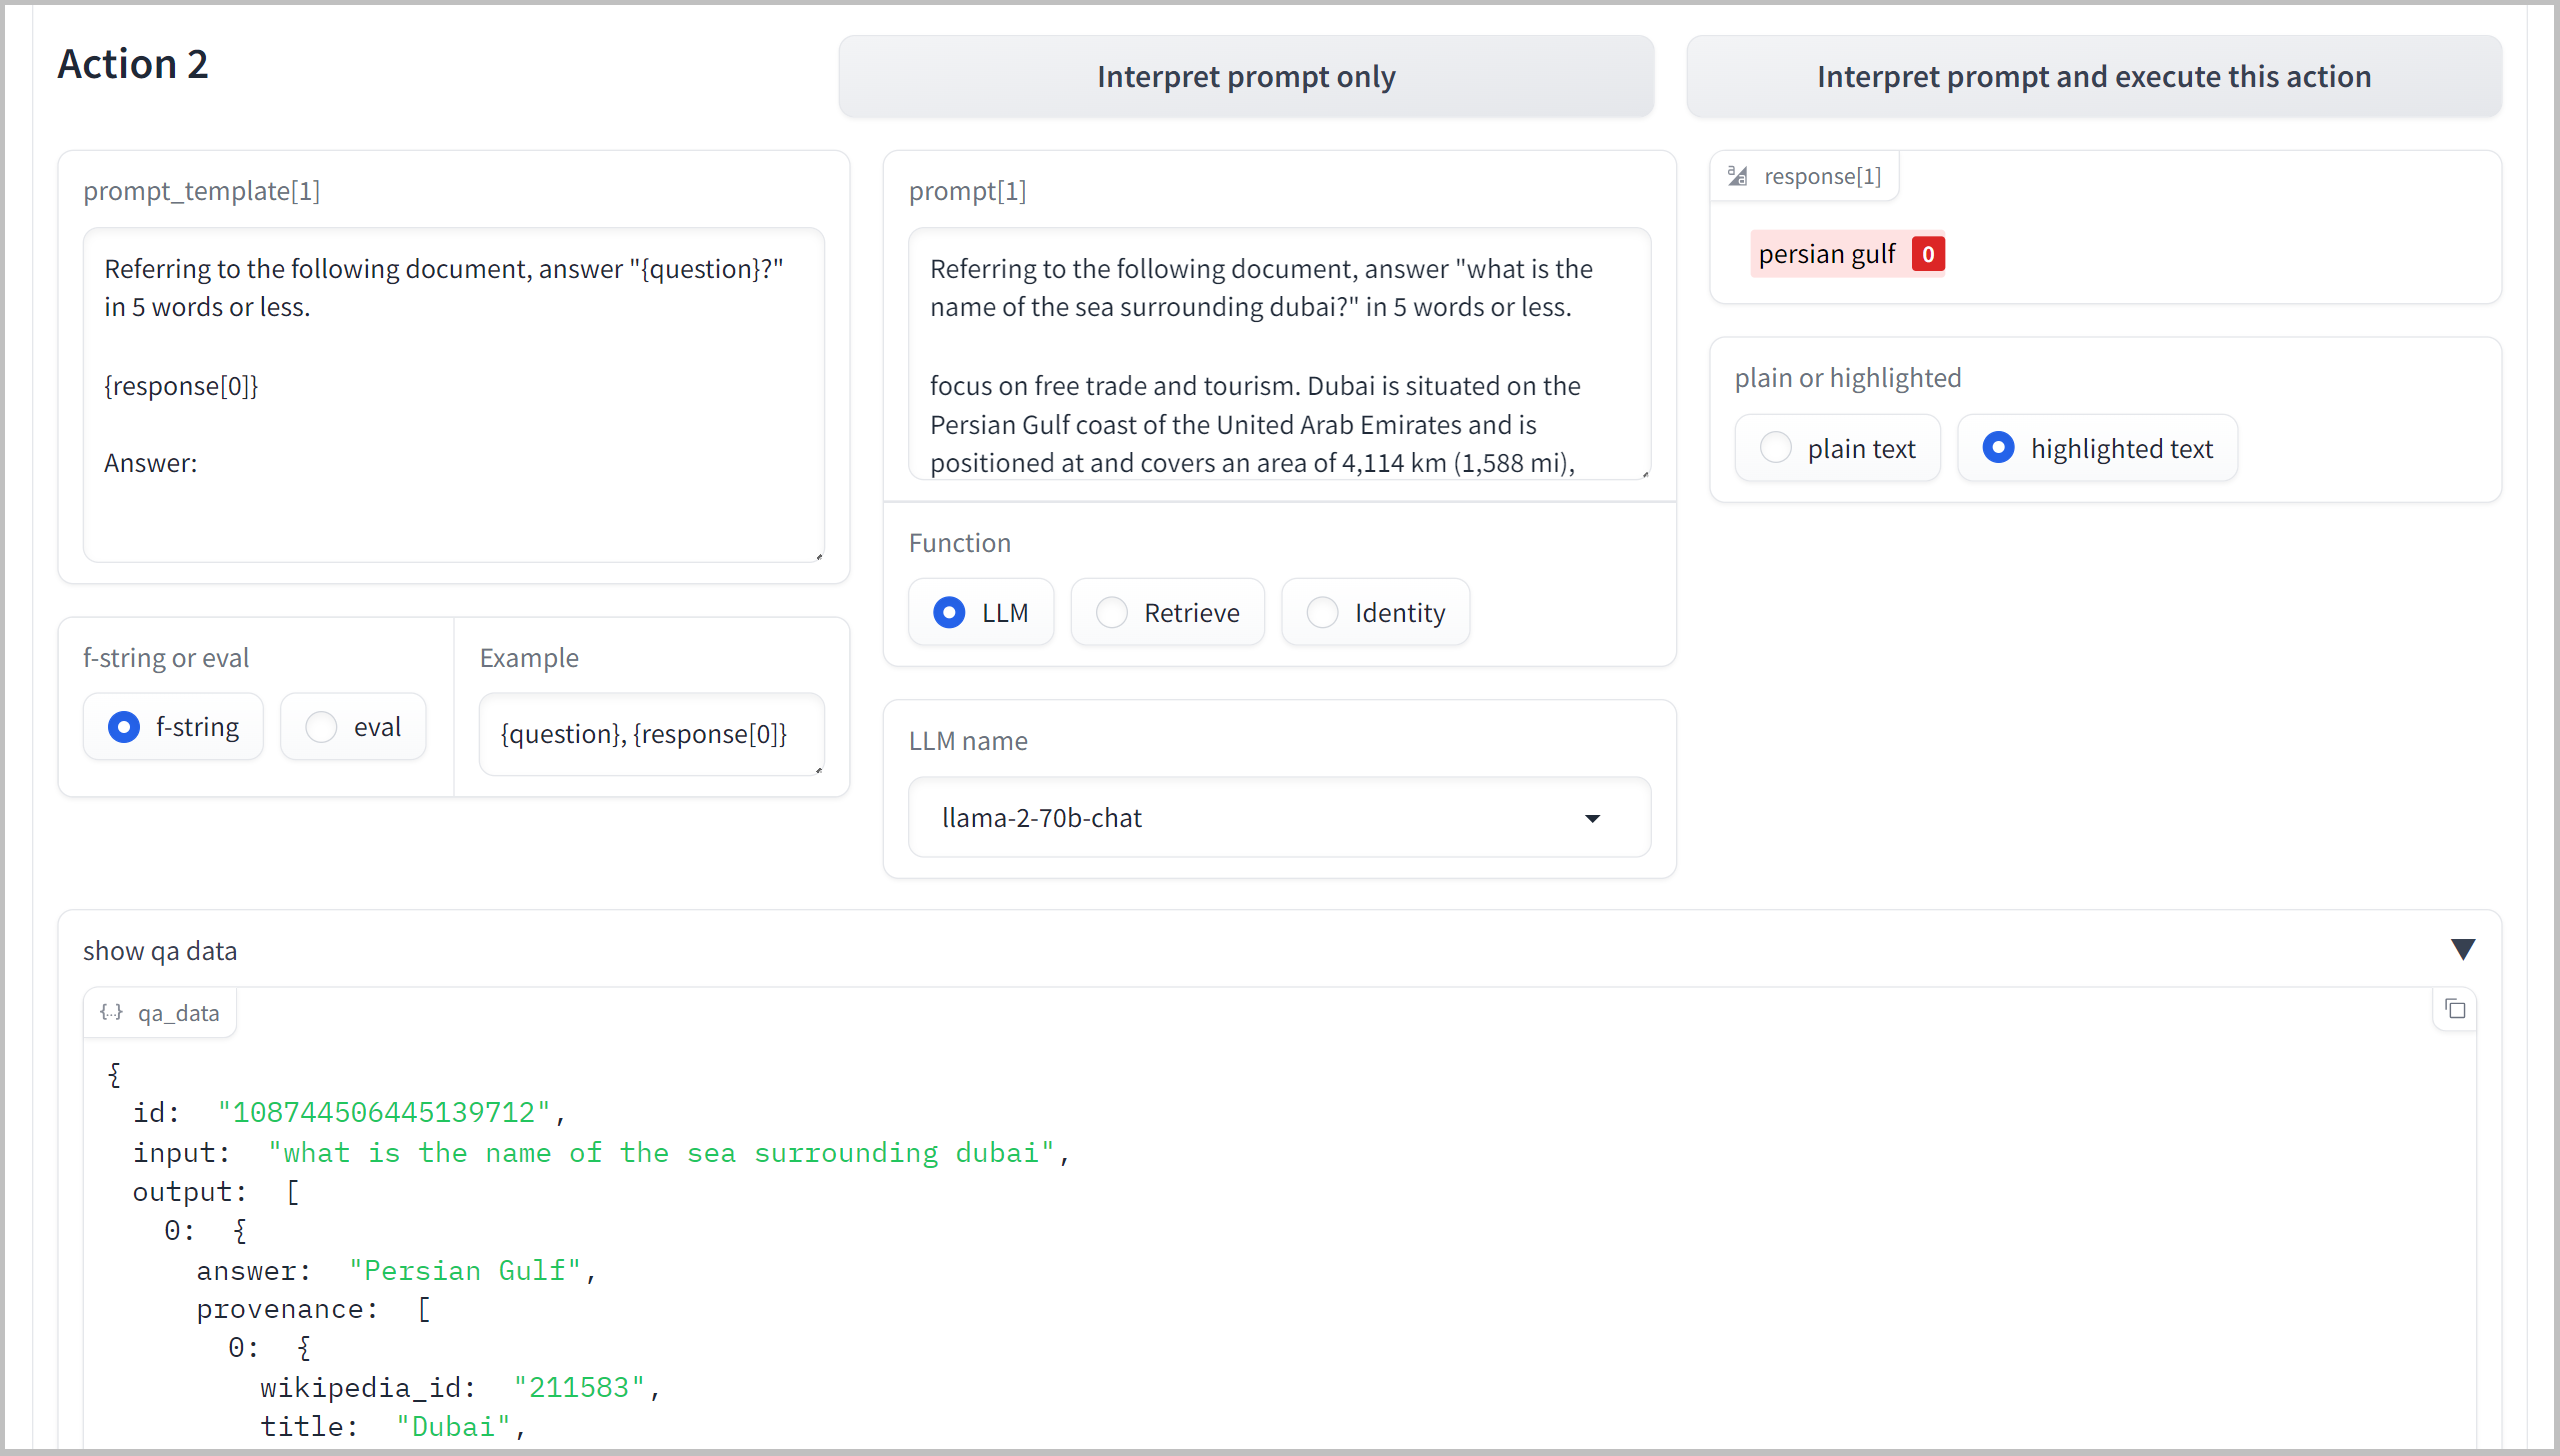 Action 2
Interpret prompt only
Interpret prompt and execute this action
prompt_template[1]
Referring to the following document, answer "{question}?"
in 5 words or less.
{response[0]}
Answer:
f-string or eval
f-string
eval
Example
{question}, {response[0]}
prompt[1]
Referring to the following document, answer "what is the
name of the sea surrounding dubai?" in 5 words or less.
focus on free trade and tourism. Dubai is situated on the
Persian Gulf coast of the United Arab Emirates and is
positioned at and covers an area of 4,114 km (1,588 mi),
Function
LLM
Retrieve
Identity
LLM name
llama-2-70b-chat
response[1]
persian gulf 0
plain or highlighted
plain text
highlighted text
show qa data
qa_data
{
id: "108744506445139712",
input: "what is the name of the sea surrounding dubai",
output: [
0: {
answer: "Persian Gulf",
provenance: [
0: {
wikipedia_id: "211583",
title: "Dubai",